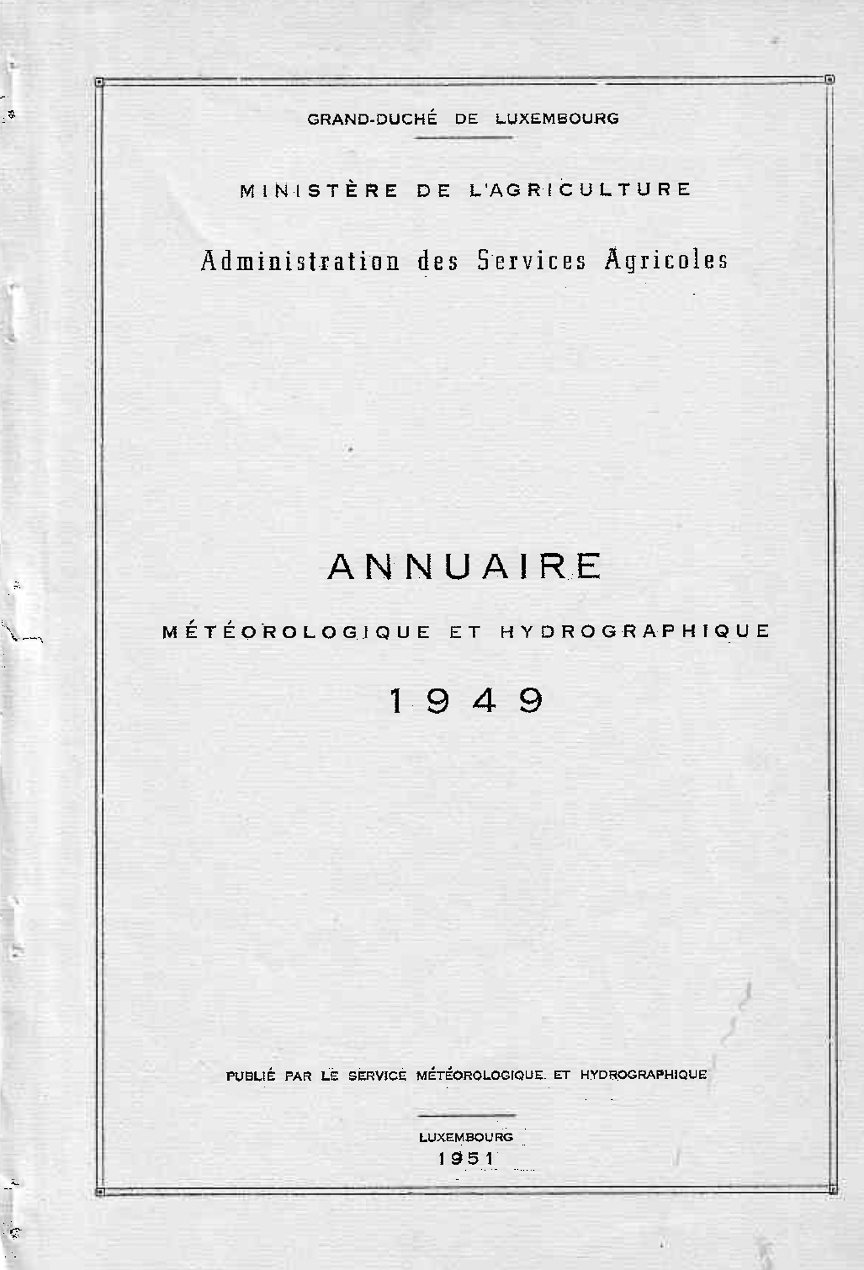 GRAND-DUCHÉ DE LUXEMBOURG
MINISTÈRE DE L'AGRICULTURE
Administration des Services Agricoles
ANNUAIRE
MÉTÉOROLOGIQUE ET HYDROGRAPHIQUE
1949
PUBLIÉ PAR LE SERVICE MÉTÉOROLOGIQUE ET HYDROGRAPHIQUE
LUXEMBOURG
1951